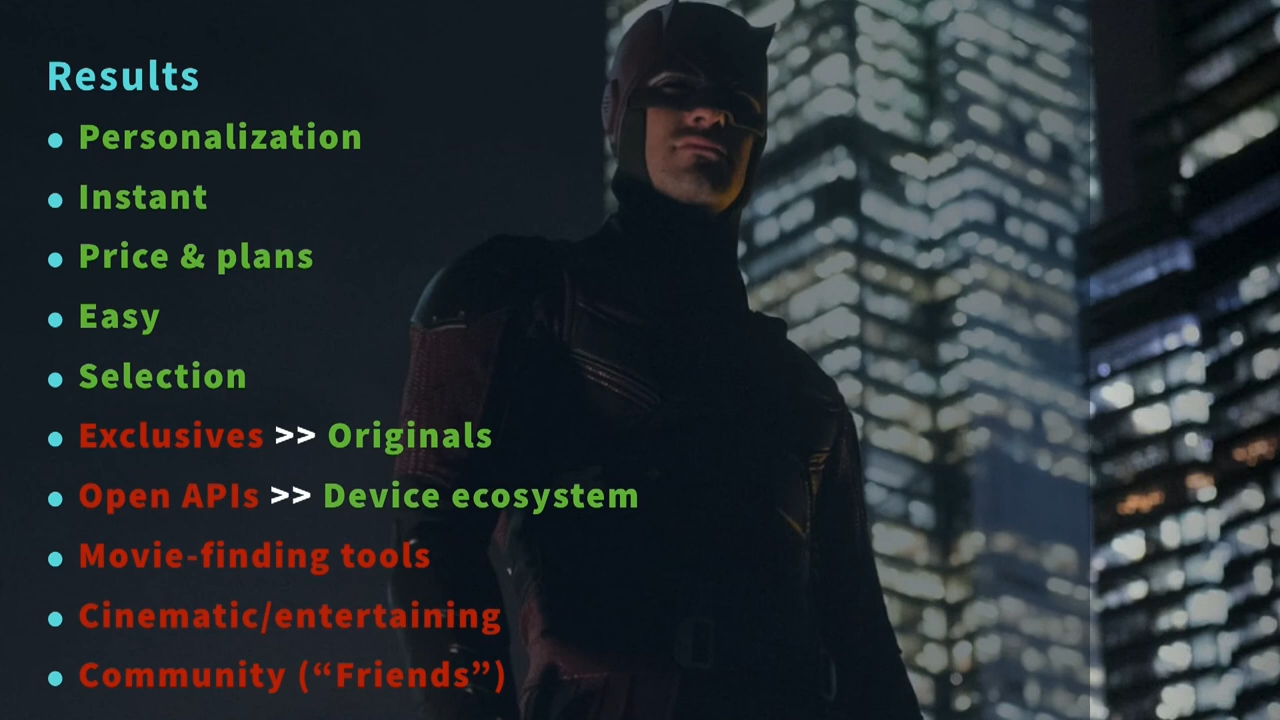 Results
• Personalization
• Instant
• Price & plans
• Easy
• Selection
• Exclusives >> Originals
• Open APIs >> Device ecosystem
• Movie-finding tools
• Cinematic/entertaining
• Community (“Friends”)